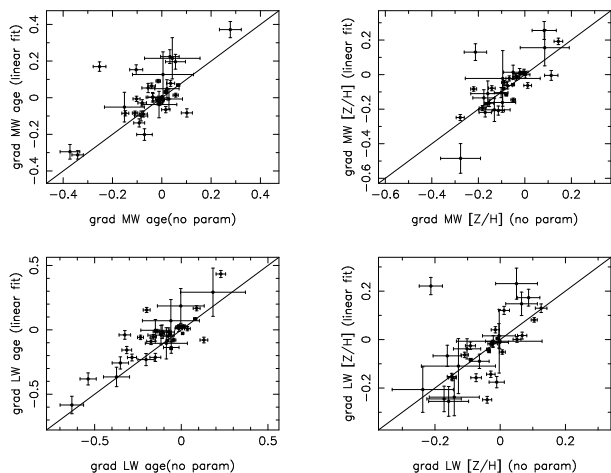 grad MW age (linear fit)
0.4
0.2
0
−0.2
−0.4
−0.4 −0.2 0 0.2 0.4
grad MW age(no param)
grad MW [Z/H] (linear fit)
0.2
0
−0.2
−0.4
−0.6
−0.6 −0.4 −0.2 0 0.2
grad MW [Z/H] (no param)
grad LW age (linear fit)
0.5
0
−0.5
−0.5 0 0.5
grad LW age(no param)
grad LW [Z/H] (linear fit)
0.2
0
−0.2
−0.2 0 0.2
grad LW [Z/H] (no param)